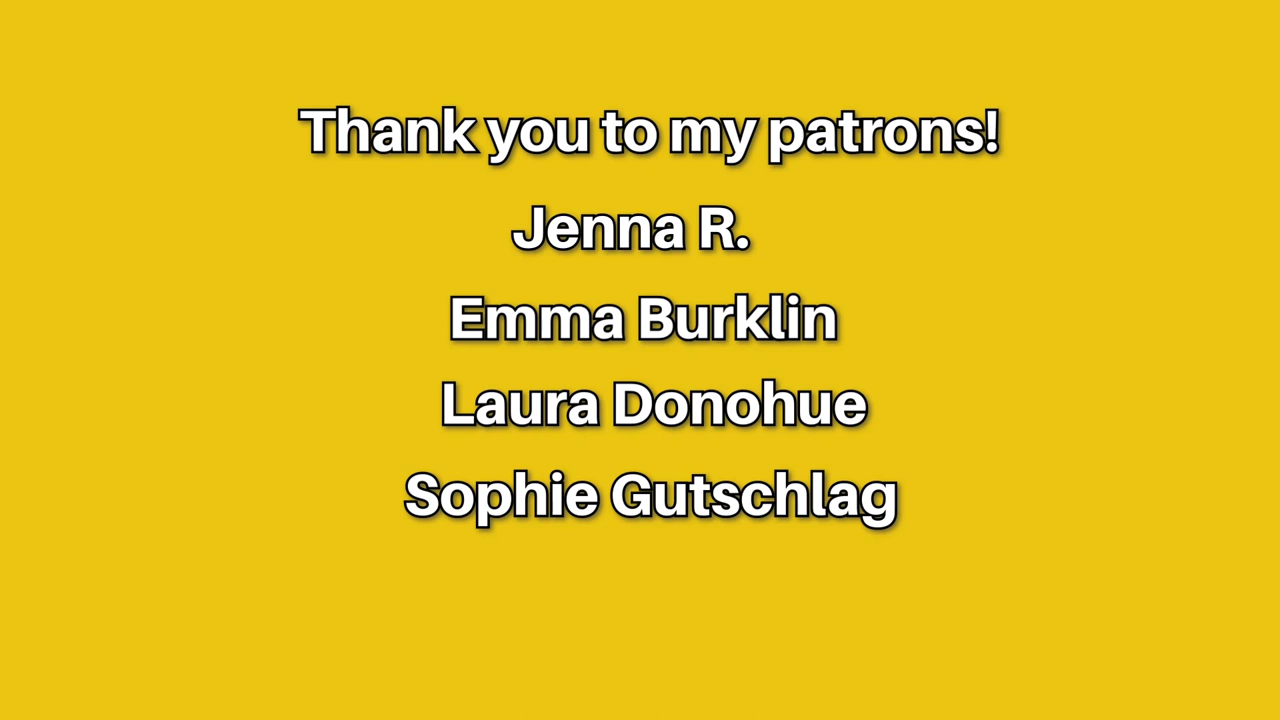 Thank you to my patrons!
Jenna R.
Emma Burklin
Laura Donohue
Sophie Gutschlag